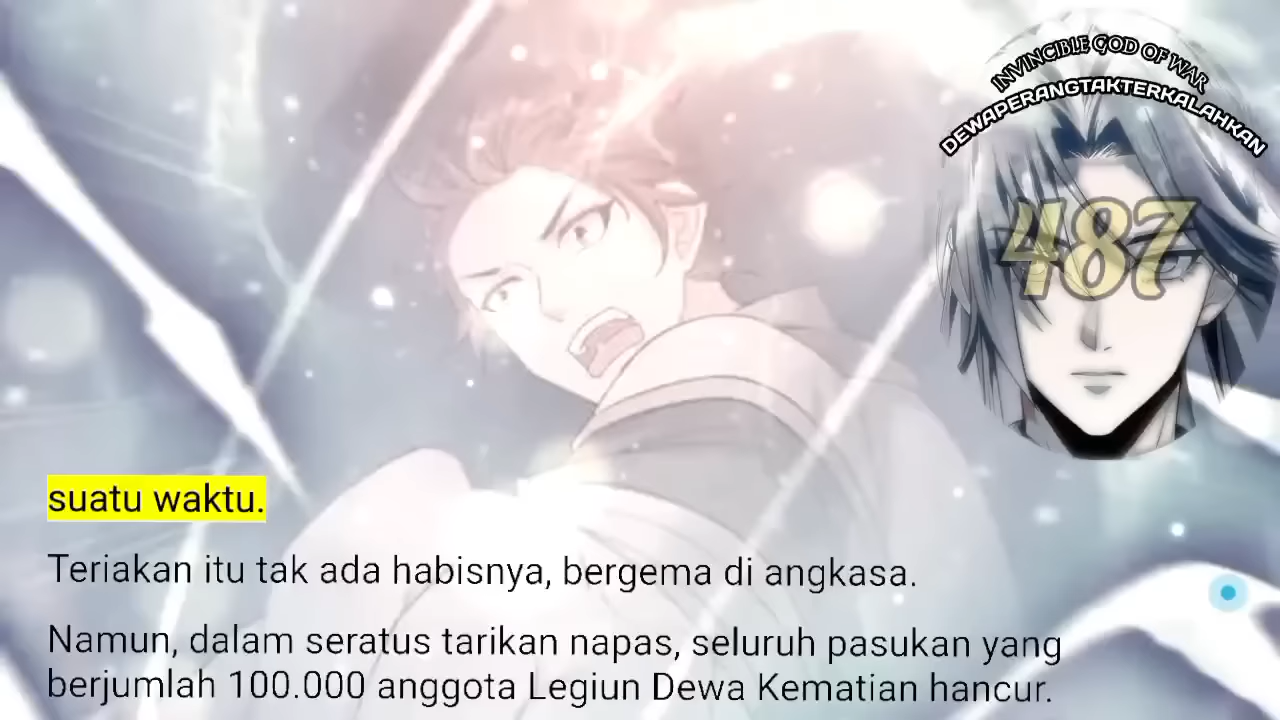 INVINCIBLE GOD OF WAR
DEWAPERANGTAKTERKALAHKAN
487
suatu waktu.
Teriakan itu tak ada habisnya, bergema di angkasa.
Namun, dalam seratus tarikan napas, seluruh pasukan yang
berjumlah 100.000 anggota Legiun Dewa Kematian hancur.